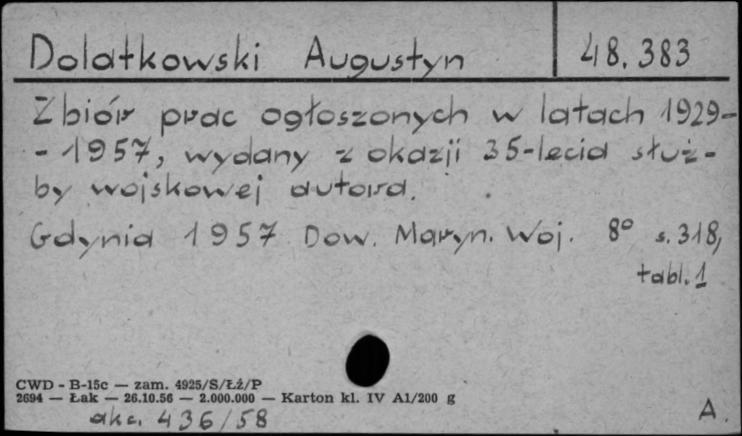 Dolatkowski Augustyn 48.383
Zbiór prac ogłoszonych w latach 1929-
- 1957, wydany z okazji 35-lecia służ-
by wojskowej autora.
Gdynia 1957 Dow. Maryn. Woj. 8° s. 318,
tabl. 1
CWD - B-15c — zam. 4925/S/Łż/P
2694 — Łak — 26.10.56 — 2.000.000 — Karton kl. IV A1/200 g
akc. 436/58
A.